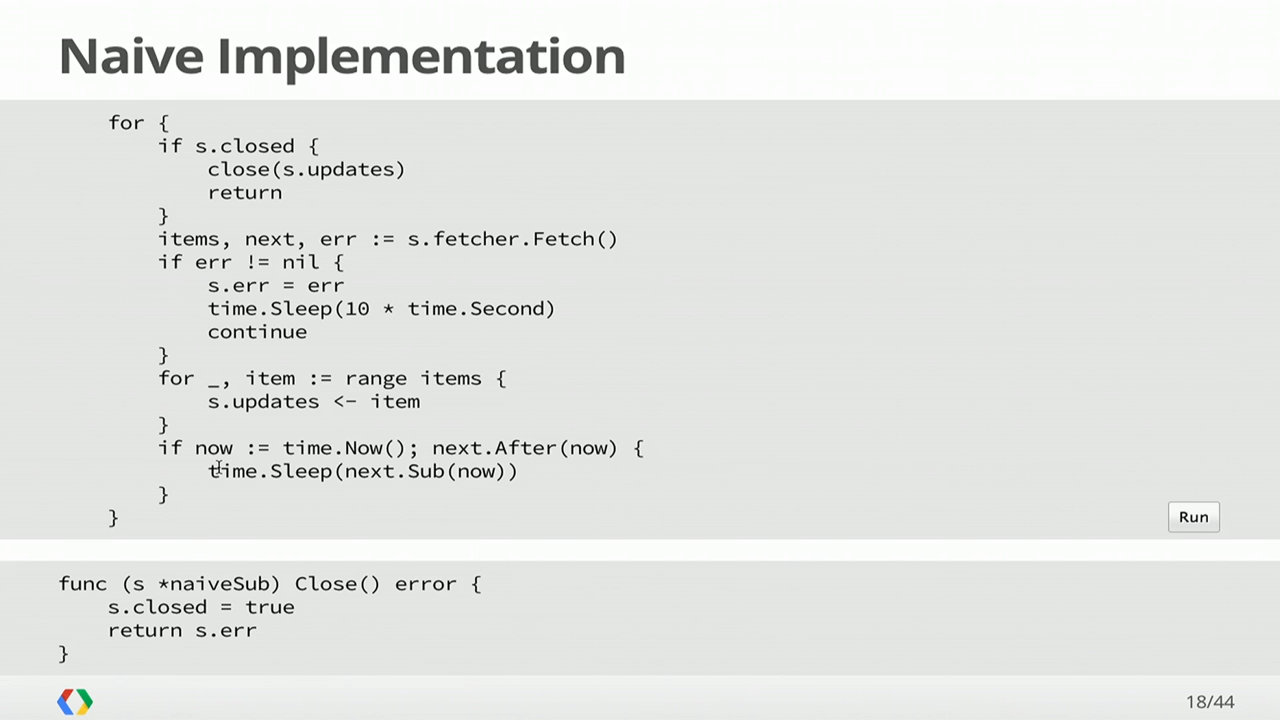 Naive Implementation
for {
if s.closed {
close(s.updates)
return
}
items, next, err := s.fetcher.Fetch()
if err != nil {
s.err = err
time.Sleep(10 * time.Second)
continue
}
for _, item := range items {
s.updates <- item
}
if now := time.Now(); next.After(now) {
time.Sleep(next.Sub(now))
}
}
Run
func (s *naiveSub) Close() error {
s.closed = true
return s.err
}
18/44